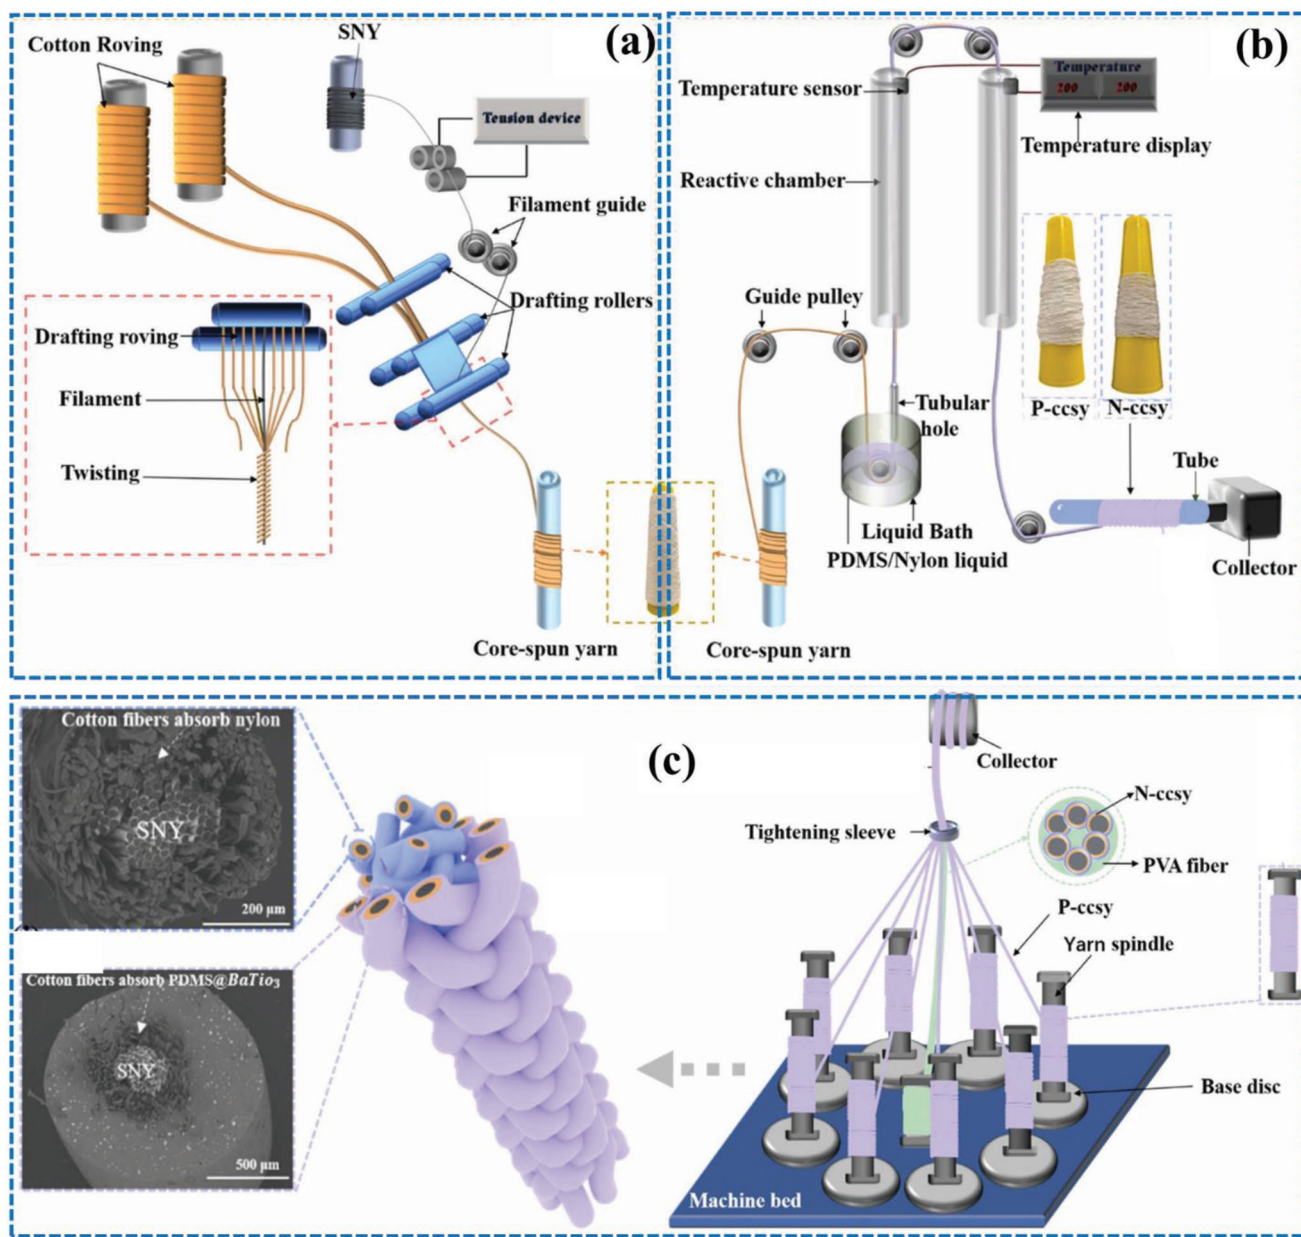 (a)
Cotton Roving
SNY
Tension device
Filament guide
Drafting rollers
Drafting roving
Filament
Twisting
Core-spun yarn
(b)
Temperature sensor
Temperature
200 200
Temperature display
Reactive chamber
Guide pulley
P-ccsy
N-ccsy
Tubular
hole
Tube
Liquid Bath
PDMS/Nylon liquid
Collector
Core-spun yarn
(c)
Cotton fibers absorb nylon
SNY
200 μm
Cotton fibers absorb PDMS@BaTio₃
SNY
500 μm
Collector
N-ccsy
Tightening sleeve
PVA fiber
P-ccsy
Yarn spindle
Base disc
Machine bed